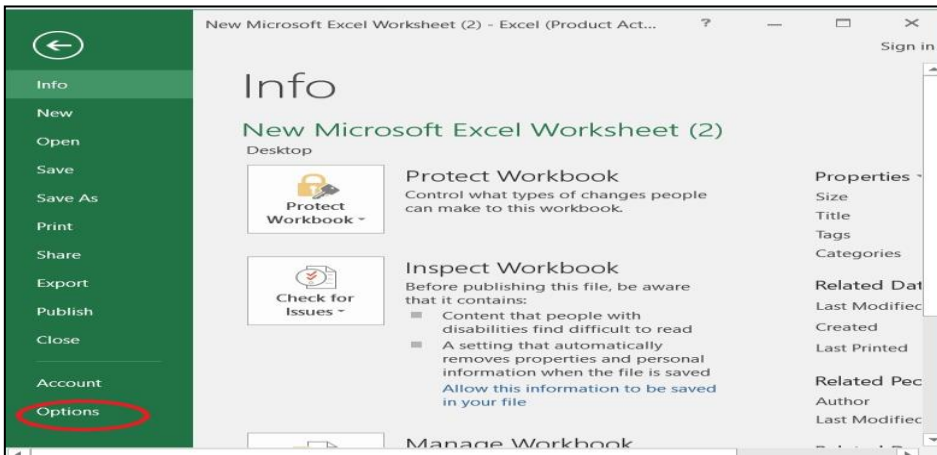 New Microsoft Excel Worksheet (2) - Excel (Product Act...
?
Sign in
Info
New
Open
Save
Save As
Print
Share
Export
Publish
Close
Account
Options
Info
New Microsoft Excel Worksheet (2)
Desktop
Protect
Workbook
Protect Workbook
Control what types of changes people
can make to this workbook.
Check for
Issues
Inspect Workbook
Before publishing this file, be aware
that it contains:
Content that people with
disabilities find difficult to read
A setting that automatically
removes properties and personal
information when the file is saved
Allow this information to be saved
in your file
Manage Workbook
Properties
Size
Title
Tags
Categories
Related Dat
Last Modifiec
Created
Last Printed
Related Pec
Author
Last Modifiec